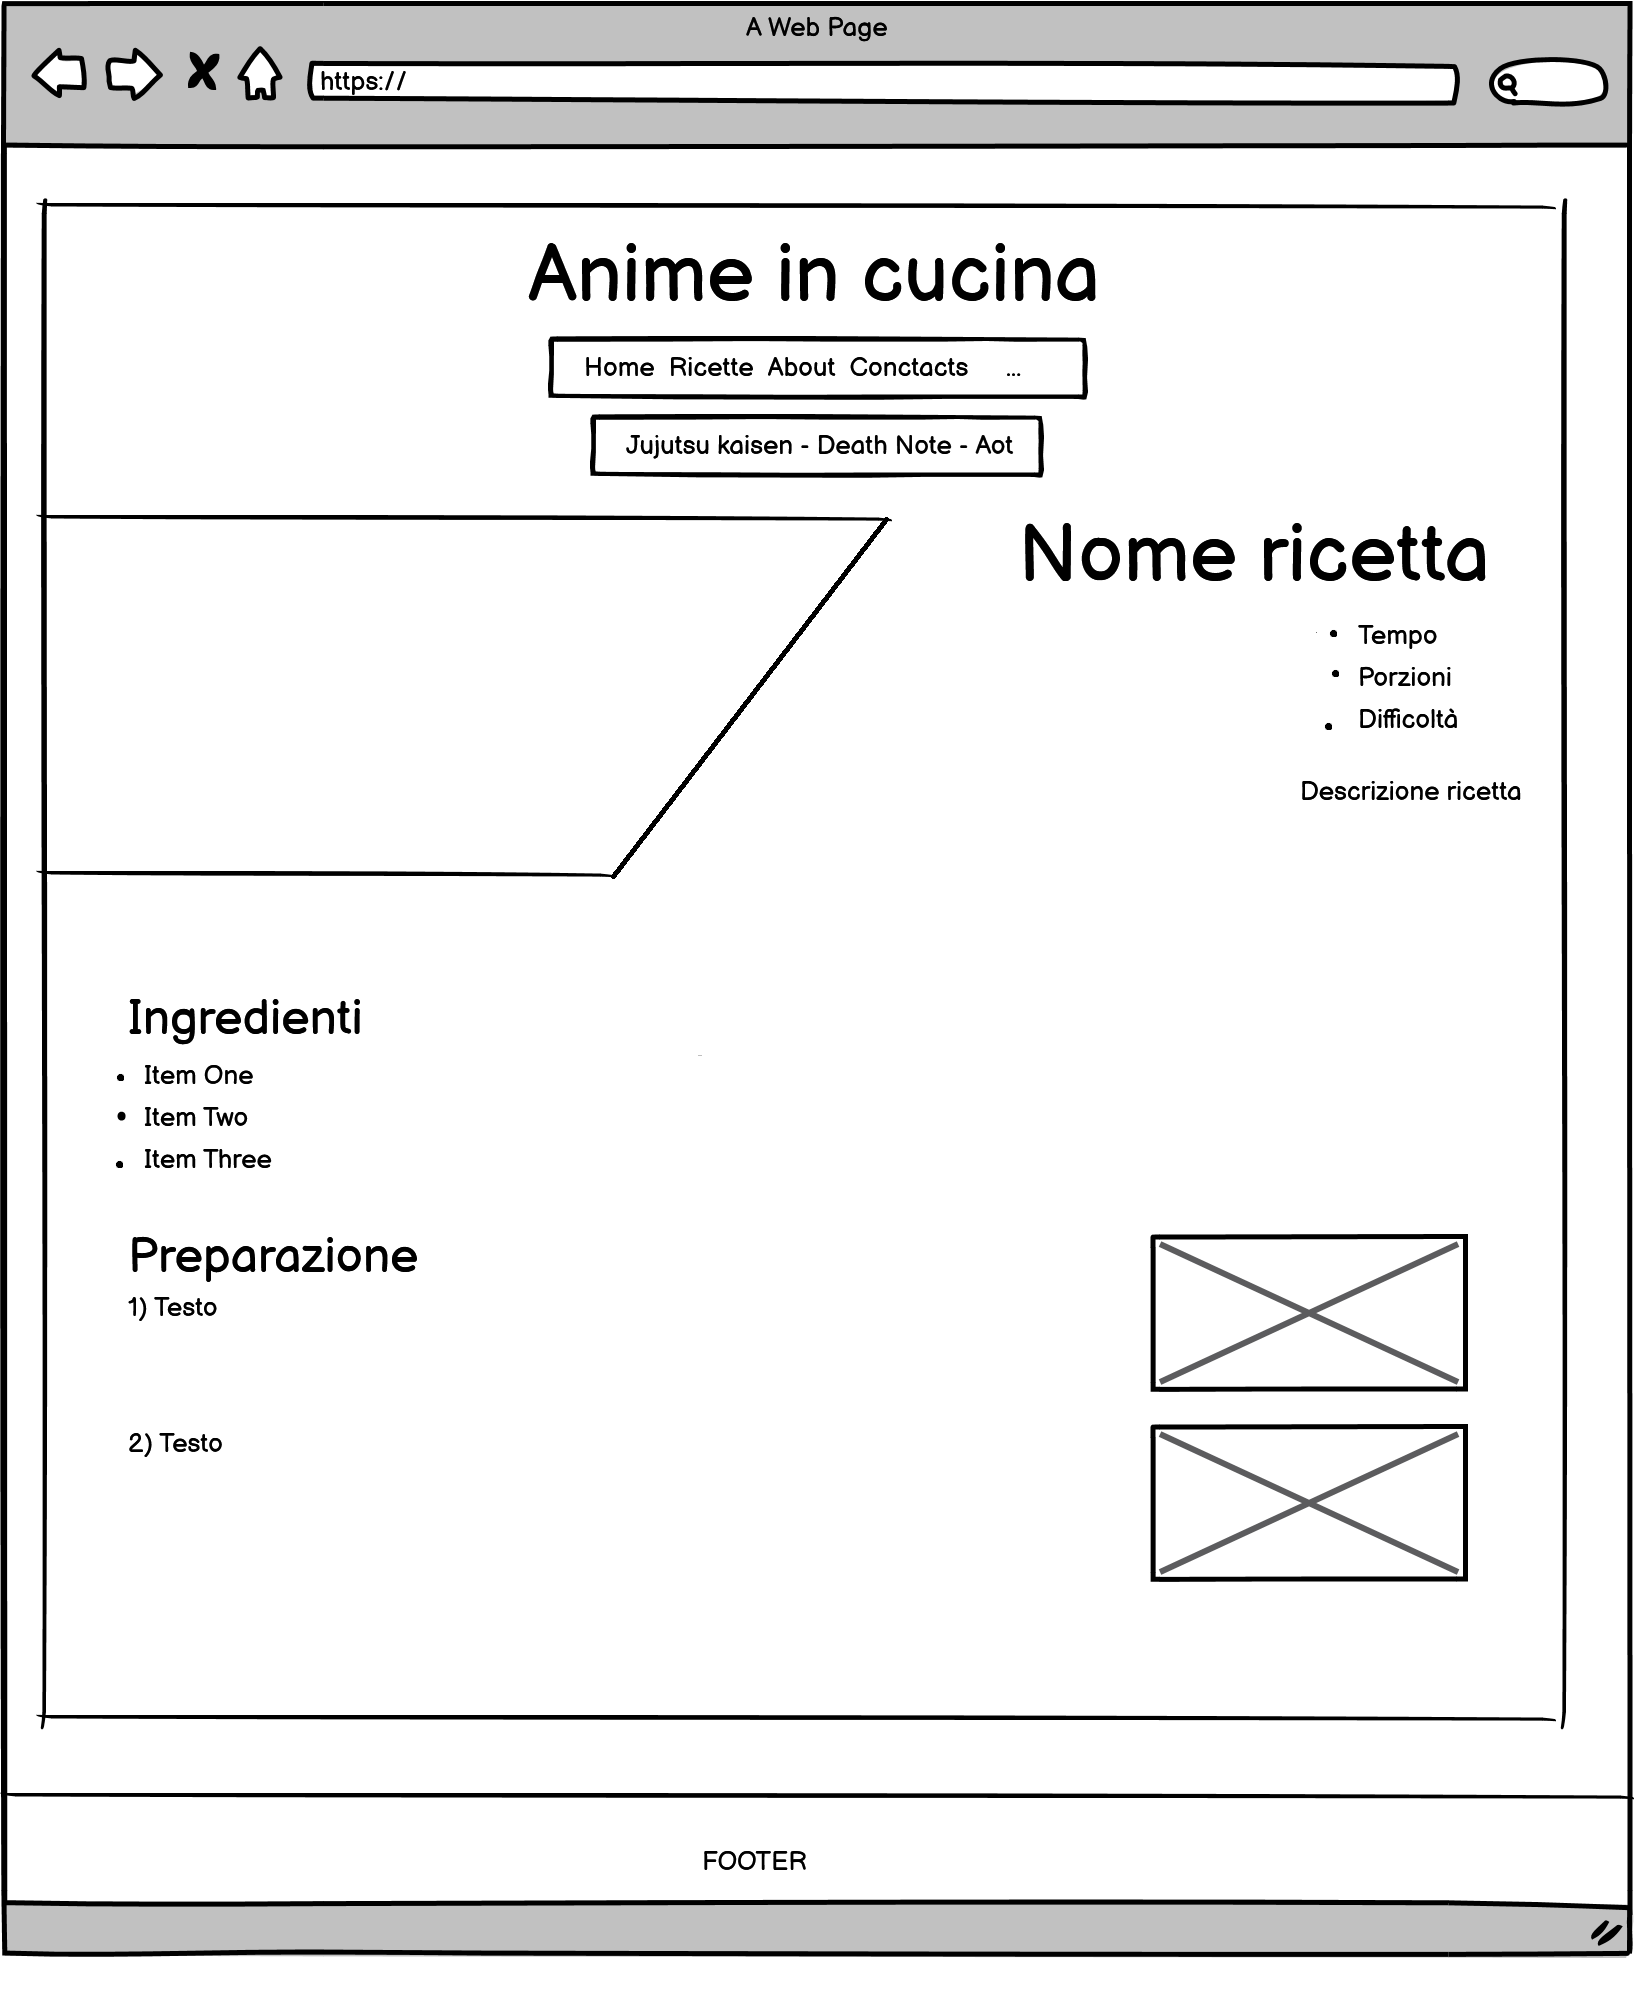 A Web Page
https://
Anime in cucina
Home Ricette About Conctacts ...
Jujutsu kaisen - Death Note - Aot
Nome ricetta
• Tempo
• Porzioni
• Difficoltà
Descrizione ricetta
Ingredienti
• Item One
• Item Two
• Item Three
Preparazione
1) Testo
2) Testo
FOOTER